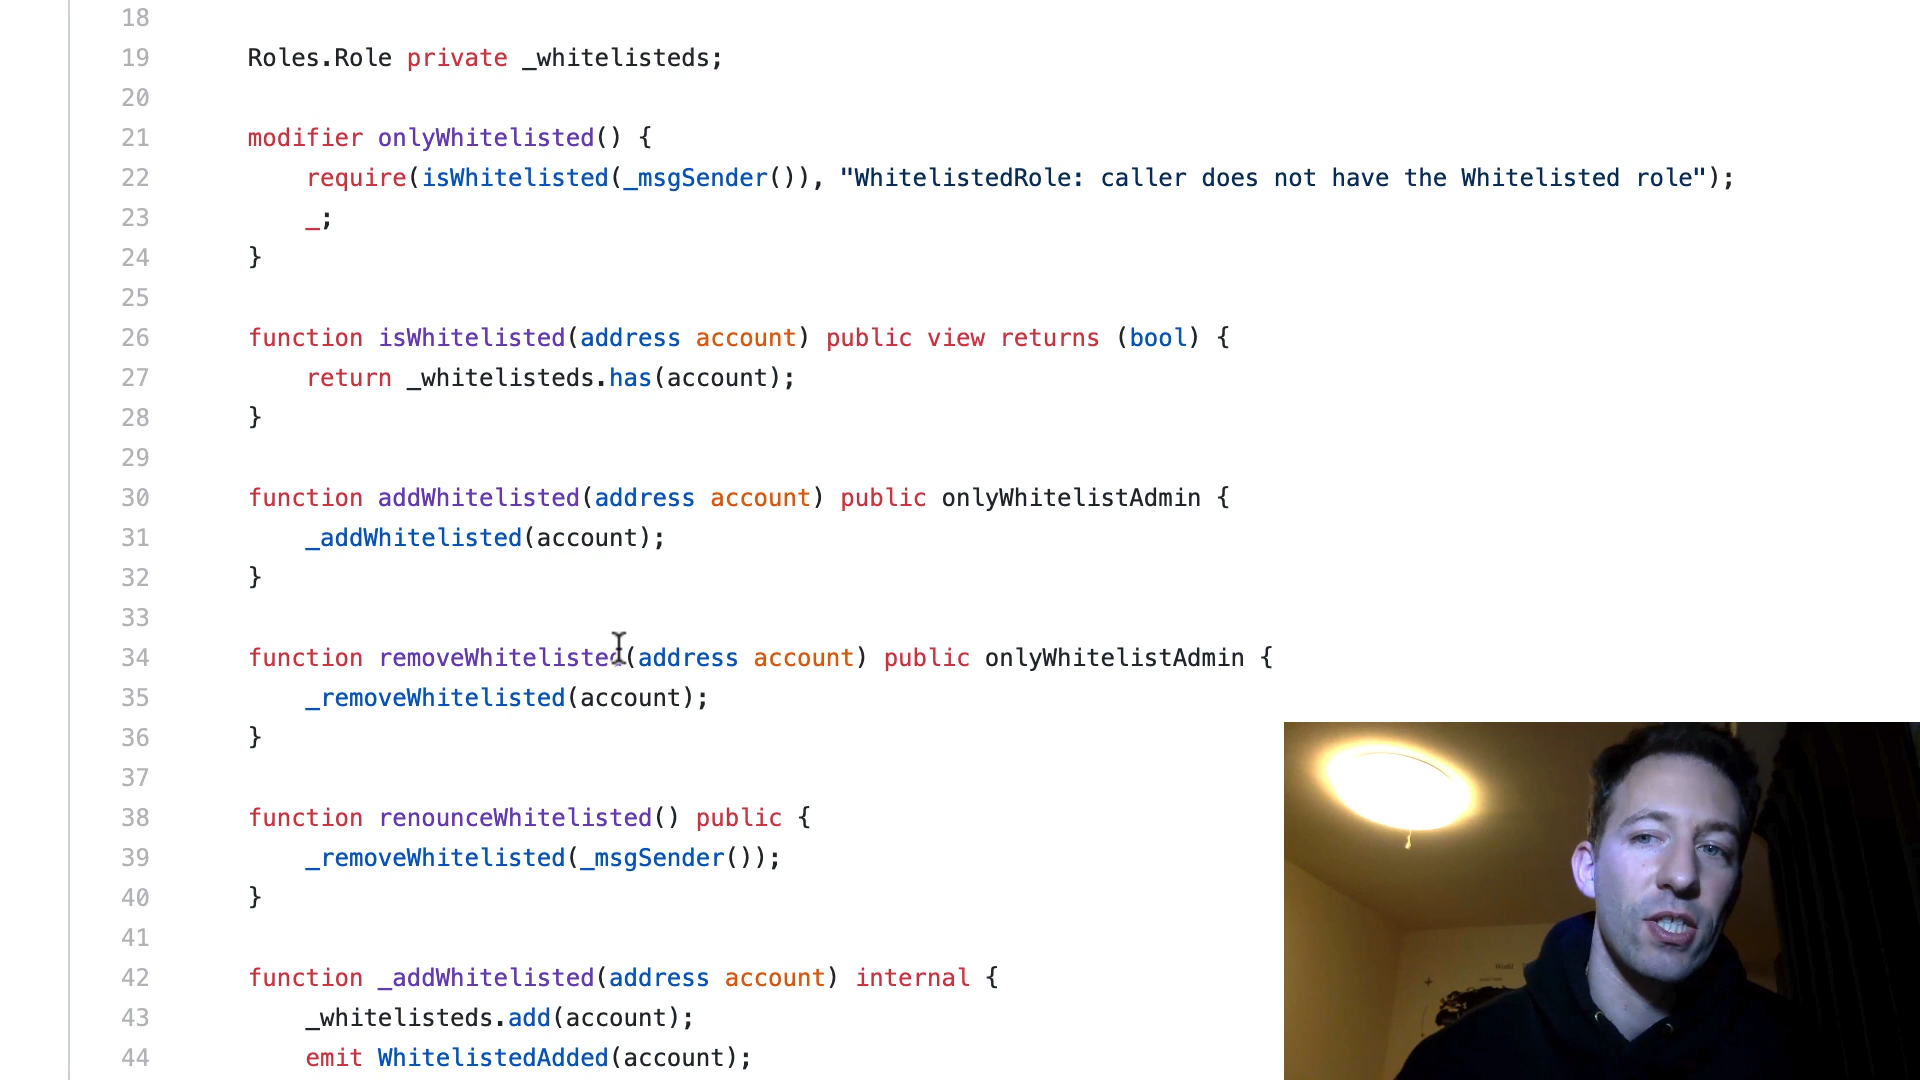 18
19 Roles.Role private _whitelisteds;
20
21 modifier onlyWhitelisted() {
22 require(isWhitelisted(_msgSender()), "WhitelistedRole: caller does not have the Whitelisted role");
23 _;
24 }
25
26 function isWhitelisted(address account) public view returns (bool) {
27 return _whitelisteds.has(account);
28 }
29
30 function addWhitelisted(address account) public onlyWhitelistAdmin {
31 _addWhitelisted(account);
32 }
33
34 function removeWhitelisted(address account) public onlyWhitelistAdmin {
35 _removeWhitelisted(account);
36 }
37
38 function renounceWhitelisted() public {
39 _removeWhitelisted(_msgSender());
40 }
41
42 function _addWhitelisted(address account) internal {
43 _whitelisteds.add(account);
44 emit WhitelistedAdded(account);